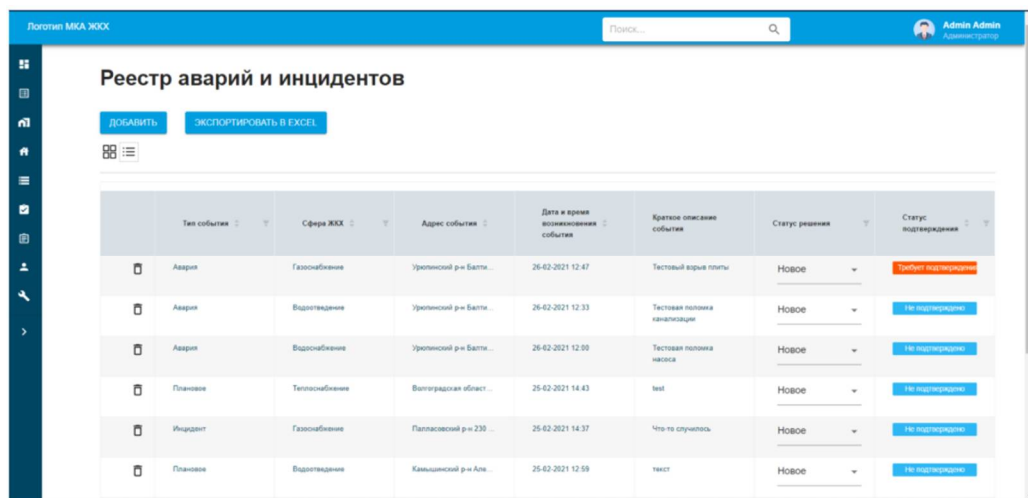 Логотип МКА ЖКХ
Поиск...
Admin Admin
Администратор
Реестр аварий и инцидентов
ДОБАВИТЬ
ЭКСПОРТИРОВАТЬ В EXCEL
Тип события
Сфера ЖКХ
Адрес события
Дата и время
возникновения
события
Краткое описание
события
Статус решения
Статус
подтверждения
Авария
Газоснабжение
Урюпинский р-н Балти...
26-02-2021 12:47
Тестовый взрыв плиты
Новое
Требует подтверждения
Авария
Водоотведение
Урюпинский р-н Балти...
26-02-2021 12:33
Тестовая поломка
канализации
Новое
Не подтверждено
Авария
Водоснабжение
Урюпинский р-н Балти...
26-02-2021 12:00
Тестовая поломка
насоса
Новое
Не подтверждено
Плановое
Теплоснабжение
Волгоградская област...
25-02-2021 14:43
test
Новое
Не подтверждено
Инцидент
Газоснабжение
Палласовский р-н 230 ...
25-02-2021 14:37
Что-то случилось
Новое
Не подтверждено
Плановое
Водоотведение
Камышинский р-н Але...
25-02-2021 12:59
текст
Новое
Не подтверждено